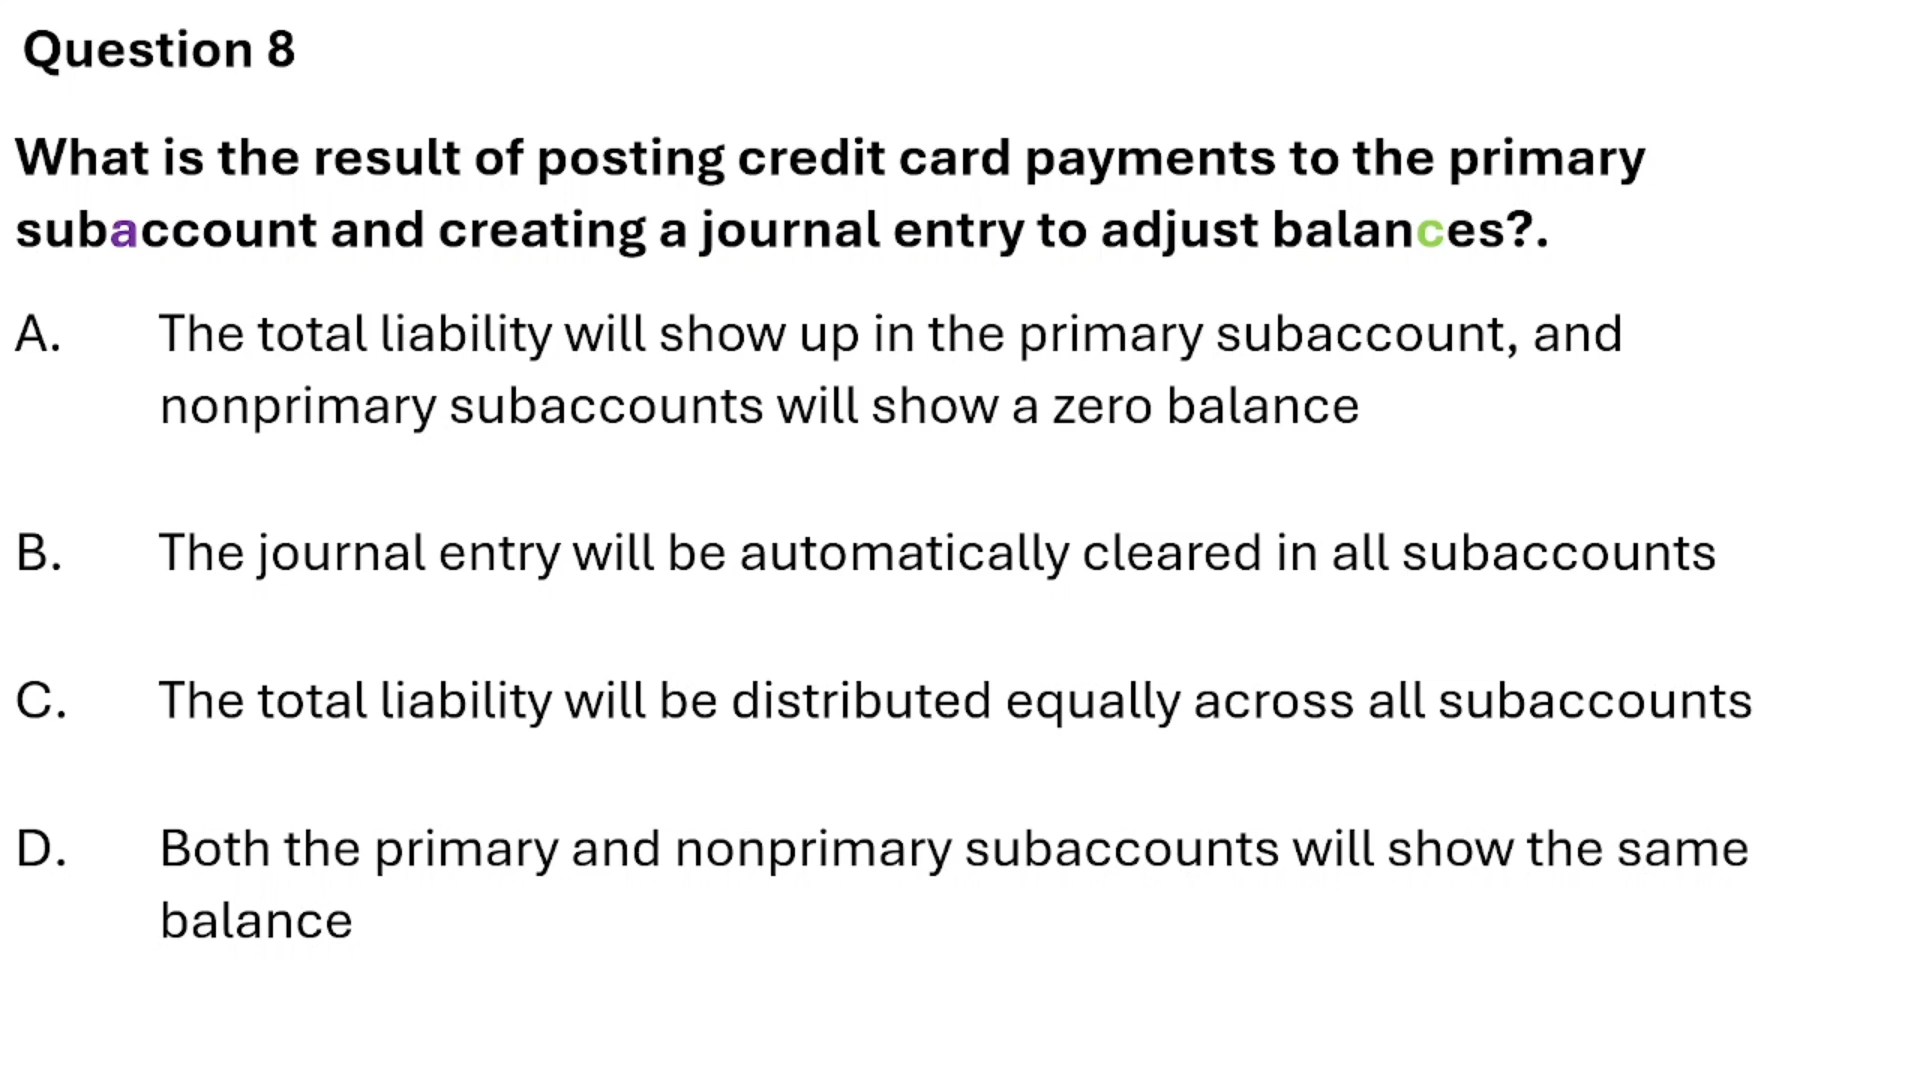 Question 8
What is the result of posting credit card payments to the primary
subaccount and creating a journal entry to adjust balances?.
A. The total liability will show up in the primary subaccount, and
nonprimary subaccounts will show a zero balance
B. The journal entry will be automatically cleared in all subaccounts
C. The total liability will be distributed equally across all subaccounts
D. Both the primary and nonprimary subaccounts will show the same
balance